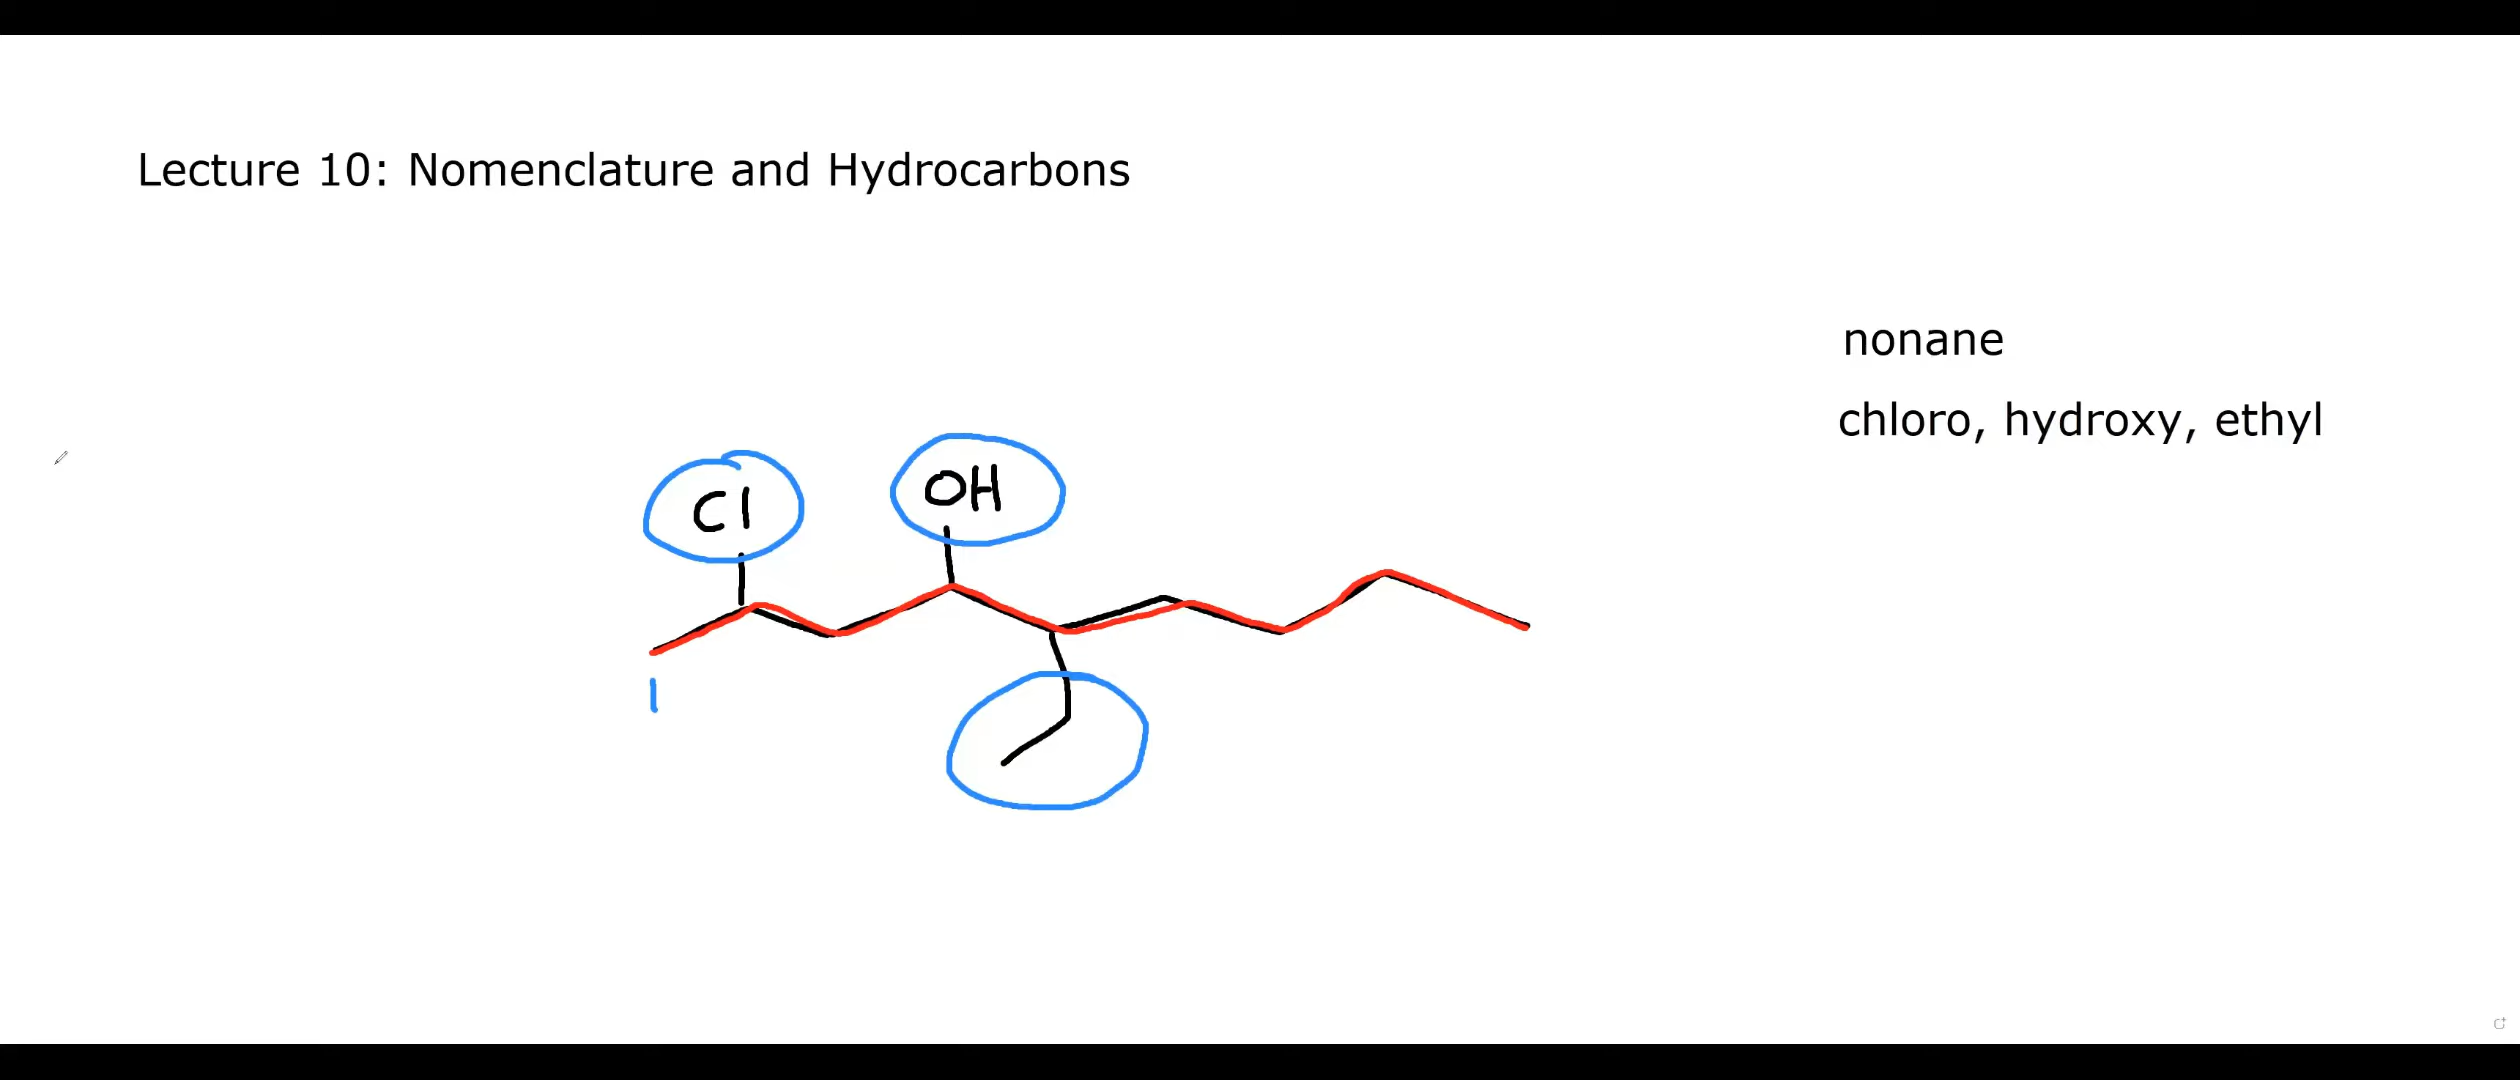 Lecture 10: Nomenclature and Hydrocarbons
nonane
chloro, hydroxy, ethyl
Cl
OH
1